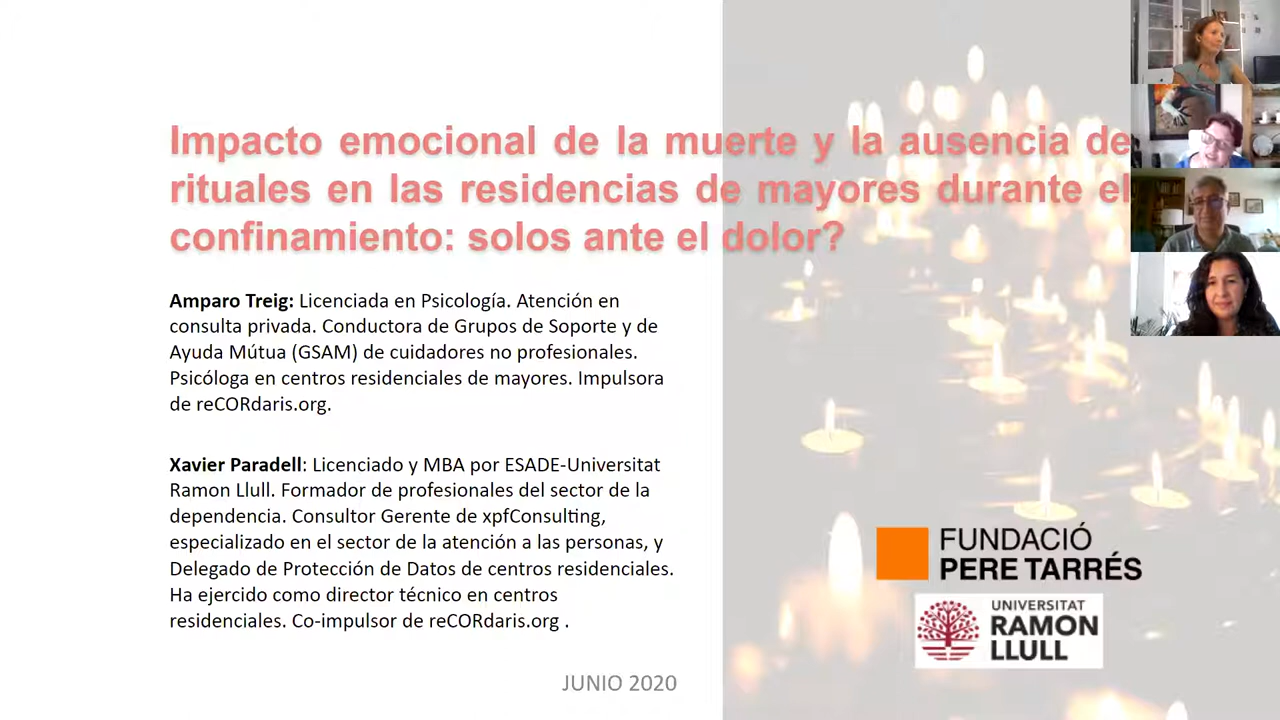 Impacto emocional de la muerte y la ausencia de
rituales en las residencias de mayores durante el
confinamiento: solos ante el dolor?
Amparo Treig: Licenciada en Psicología. Atención en
consulta privada. Conductora de Grupos de Soporte y de
Ayuda Mútua (GSAM) de cuidadores no profesionales.
Psicóloga en centros residenciales de mayores. Impulsora
de reCORdaris.org.
Xavier Paradell: Licenciado y MBA por ESADE-Universitat
Ramon Llull. Formador de profesionales del sector de la
dependencia. Consultor Gerente de xpfConsulting,
especializado en el sector de la atención a las personas, y
Delegado de Protección de Datos de centros residenciales.
Ha ejercido como director técnico en centros
residenciales. Co-impulsor de reCORdaris.org .
FUNDACIÓ
PERE TARRÉS
UNIVERSITAT
RAMON
LLULL
JUNIO 2020